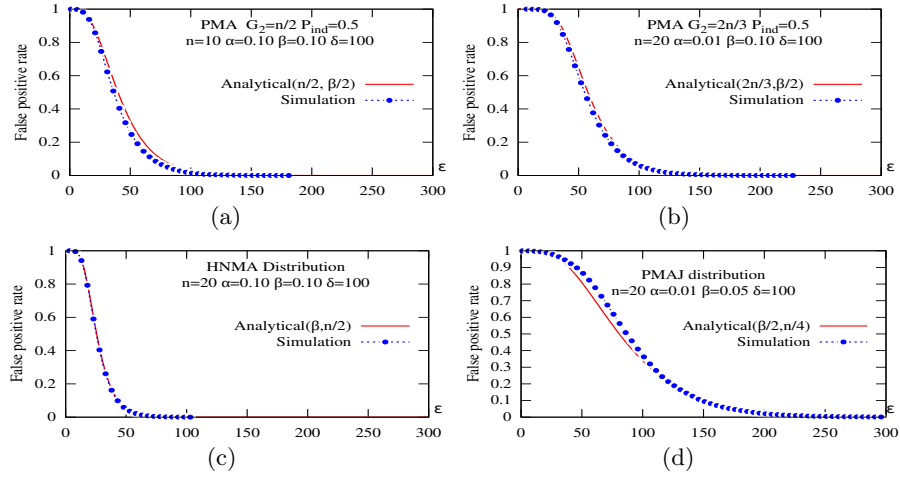 PMA G2=n/2 Pind=0.5
n=10 α=0.10 β=0.10 δ=100
Analytical(n/2, β/2)
Simulation
False positive rate
1
0.8
0.6
0.4
0.2
0
0 50 100 150 200 250 300
ε
(a)
PMA G2=2n/3 Pind=0.5
n=20 α=0.01 β=0.10 δ=100
Analytical(2n/3,β/2)
Simulation
False positive rate
1
0.8
0.6
0.4
0.2
0
0 50 100 150 200 250 300
ε
(b)
HNMA Distribution
n=20 α=0.10 β=0.10 δ=100
Analytical(β,n/2)
Simulation
False positive rate
1
0.8
0.6
0.4
0.2
0
0 50 100 150 200 250 300
ε
(c)
PMAJ distribution
n=20 α=0.01 β=0.05 δ=100
Analytical(β/2,n/4)
Simulation
False positive rate
1
0.9
0.8
0.7
0.6
0.5
0.4
0.3
0.2
0.1
0
0 50 100 150 200 250 300
ε
(d)